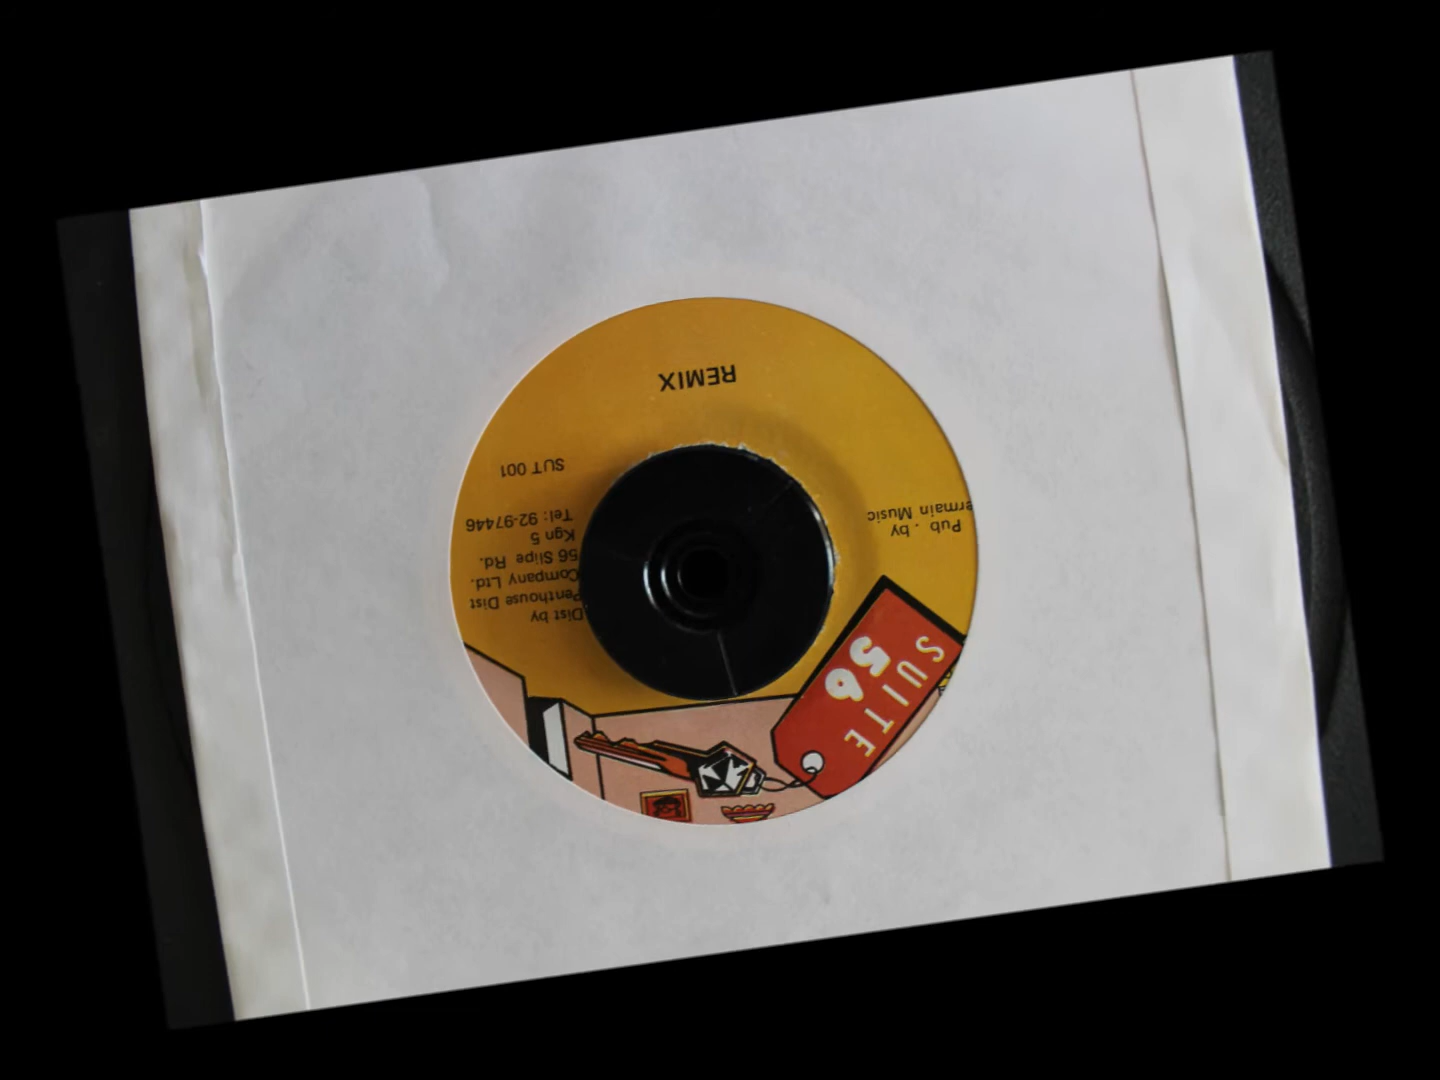 SUITE
56
Pub . by
ermain Music
Dist by
Penthouse Dist
Company Ltd.
56 Slipe Rd.
Kgn 5
Tel: 92-97446
SUT 001
REMIX